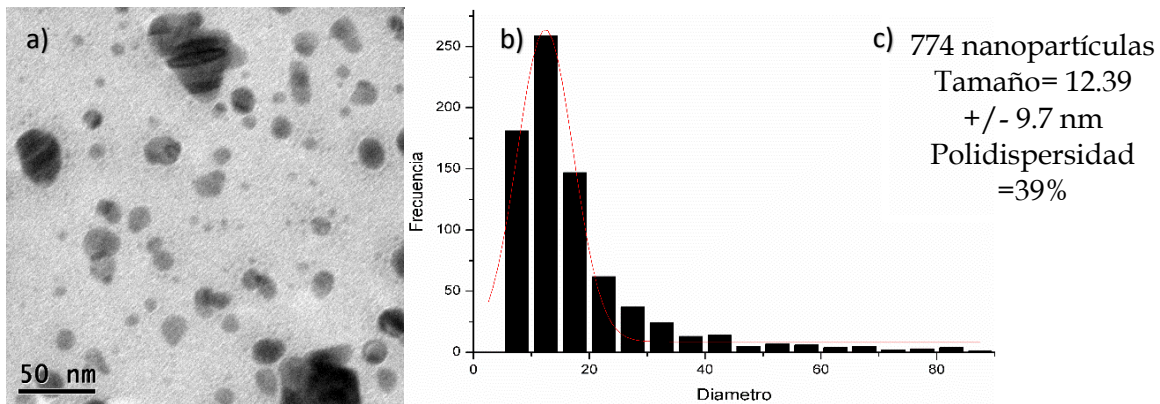 a)
50 nm
b)
Frecuencia
250
200
150
100
50
0
0
20
40
60
80
Diametro
c) 774 nanopartículas
Tamaño= 12.39
+/- 9.7 nm
Polidispersidad
=39%